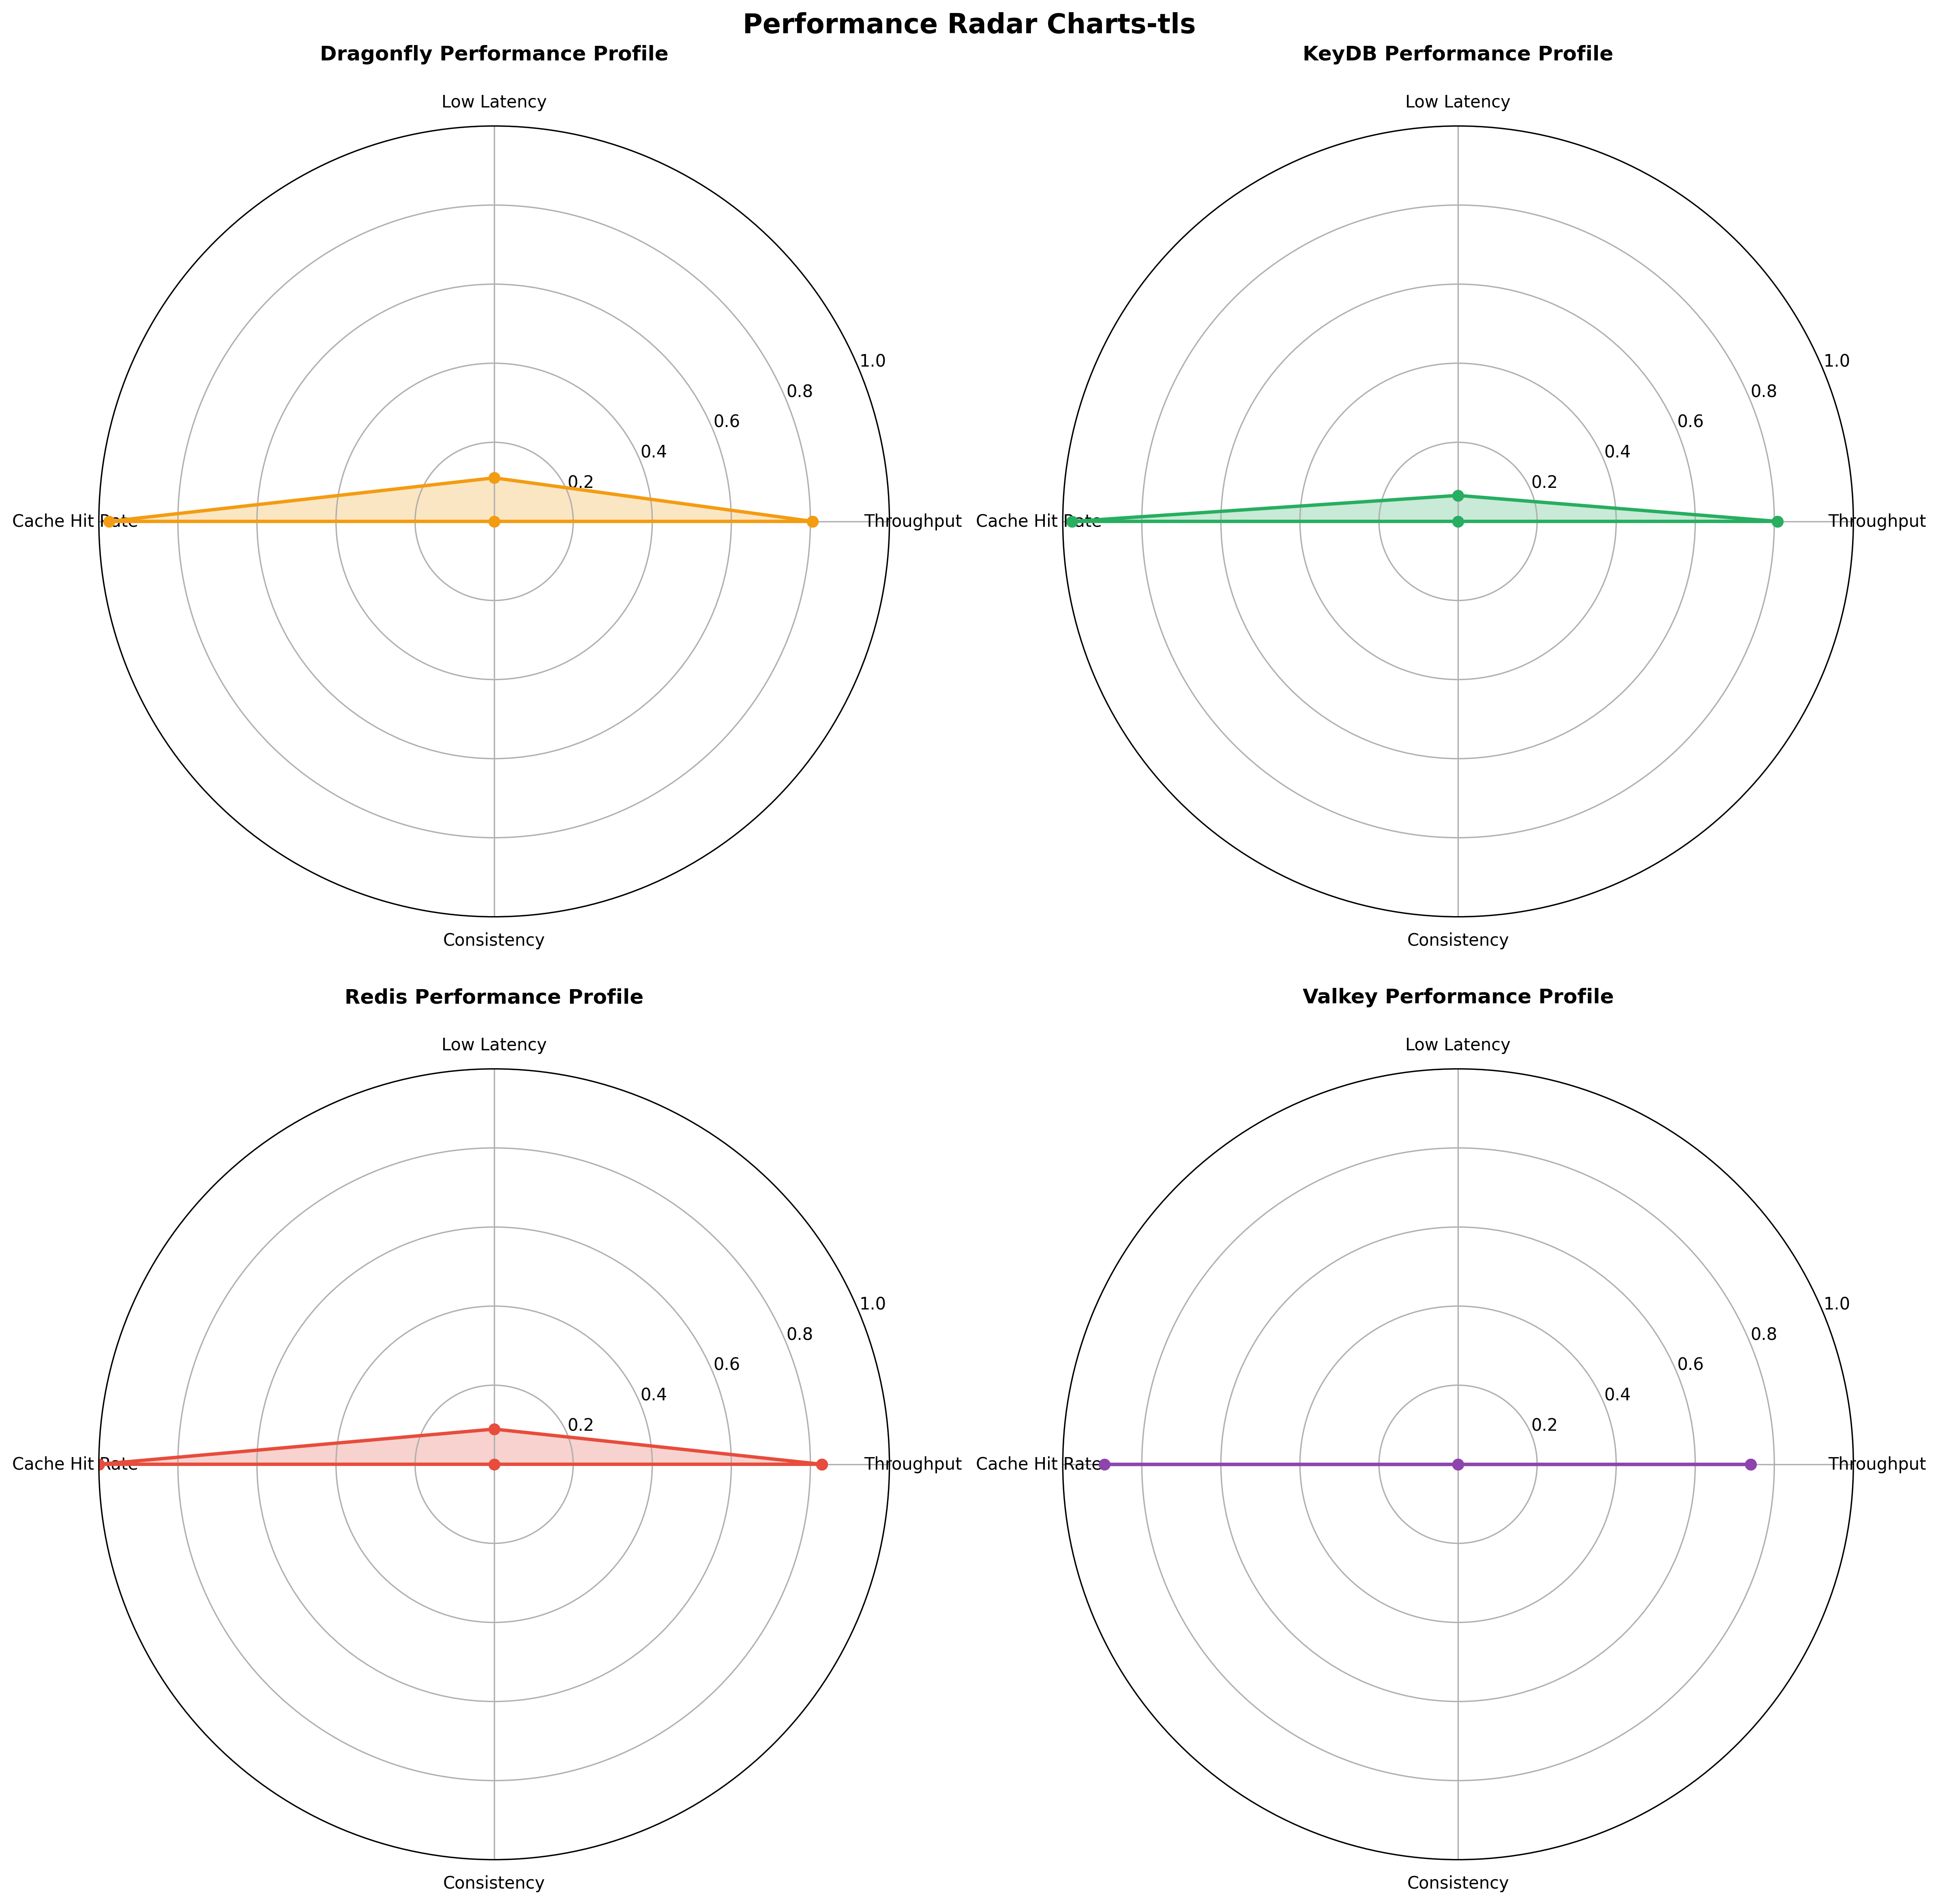 Performance Radar Charts-tls
Dragonfly Performance Profile
Low Latency
1.0
0.8
0.6
0.4
0.2
Cache Hit Rate
Throughput
Consistency
KeyDB Performance Profile
Low Latency
1.0
0.8
0.6
0.4
0.2
Cache Hit Rate
Throughput
Consistency
Redis Performance Profile
Low Latency
1.0
0.8
0.6
0.4
0.2
Cache Hit Rate
Throughput
Consistency
Valkey Performance Profile
Low Latency
1.0
0.8
0.6
0.4
0.2
Cache Hit Rate
Throughput
Consistency